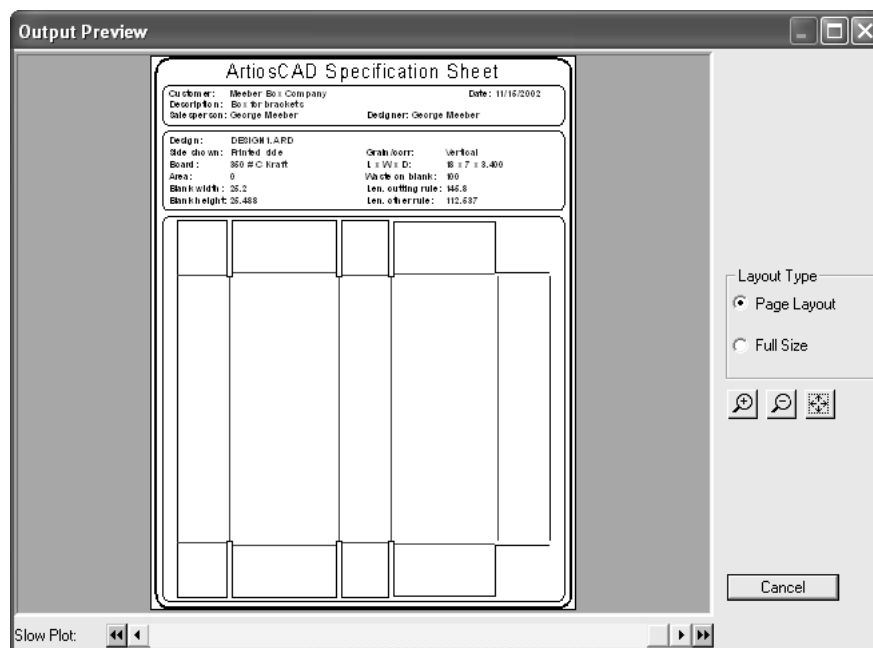 Output Preview
ArtiosCAD Specification Sheet
Customer: Meeber Box Company Date: 11/15/2002
Description: Box for brackets
Salesperson: George Meeber Designer: George Meeber
Design: DESIGN1.ARD
Side shown: Printed side Grain/corr: Vertical
Board: 350 # C Kraft L x W x D: 18 x 7 x 3.400
Area: 0 Waste on blank: 100
Blank width: 25.2 Len. cutting rule: 145.8
Blank height: 25.488 Len. other rule: 112.537
Layout Type
Page Layout
Full Size
Cancel
Slow Plot: